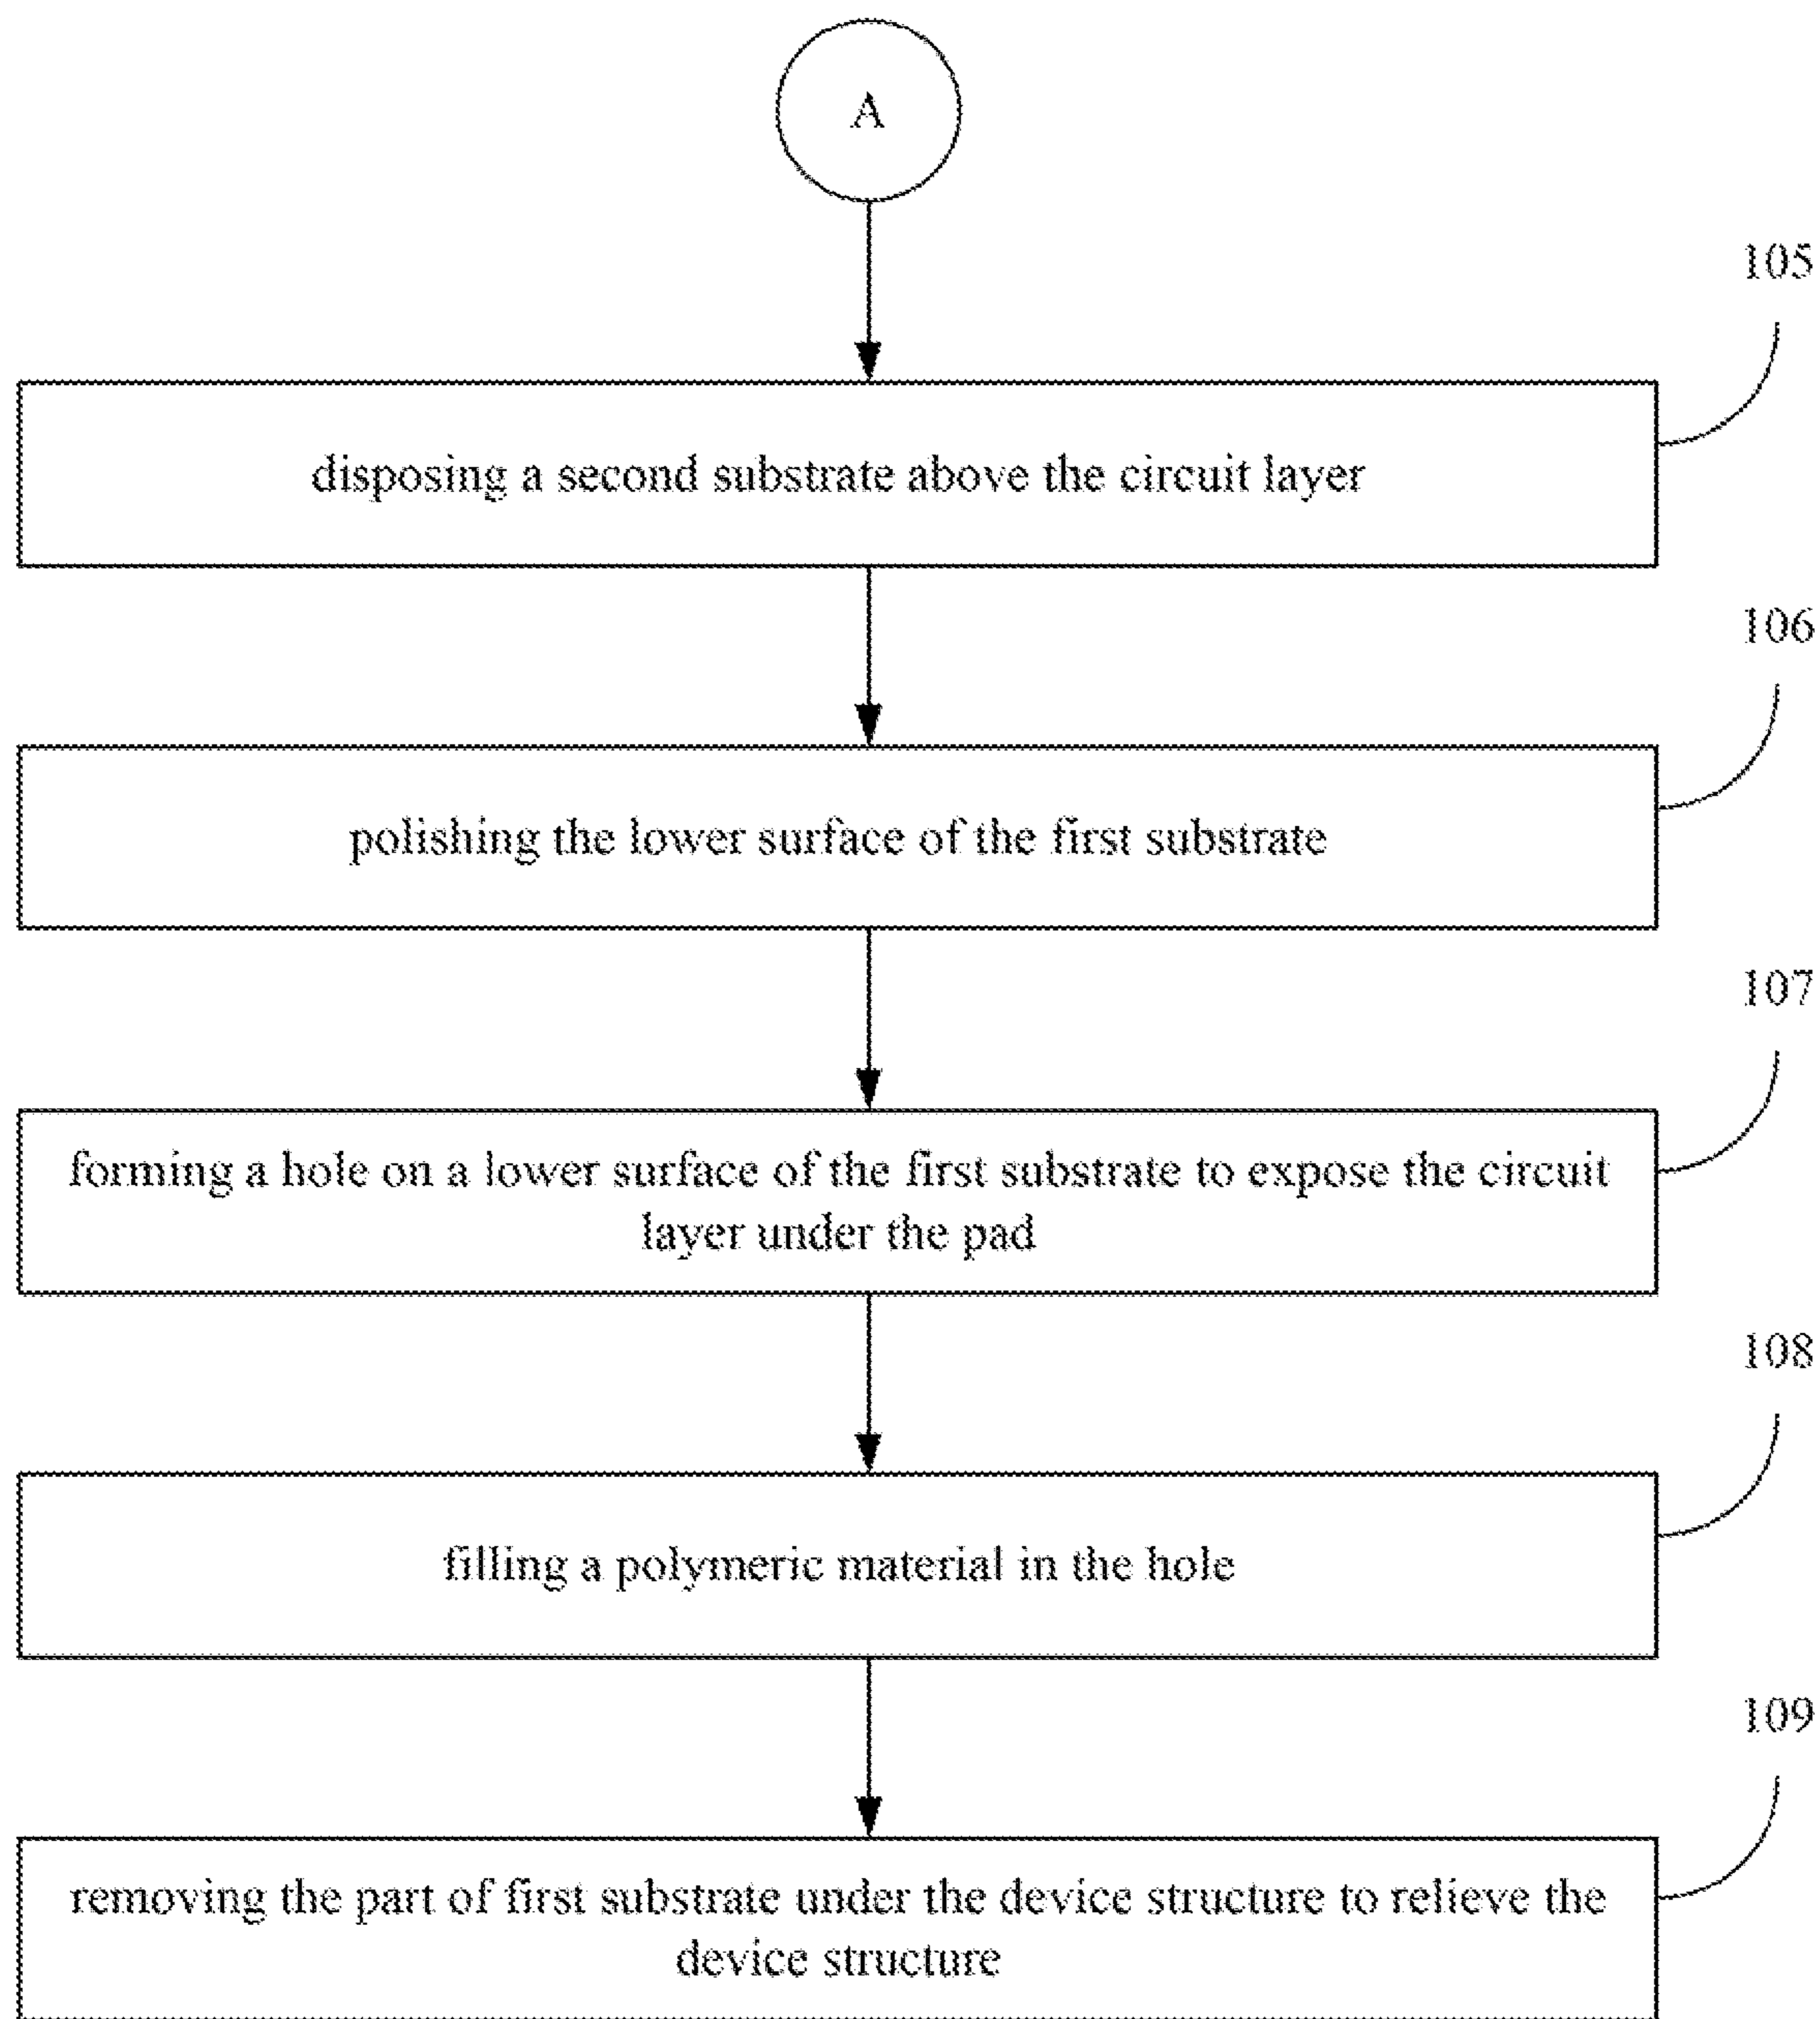 A
105
disposing a second substrate above the circuit layer
106
polishing the lower surface of the first substrate
107
forming a hole on a lower surface of the first substrate to expose the circuit
layer under the pad
108
filling a polymeric material in the hole
109
removing the part of first substrate under the device structure to relieve the
device structure